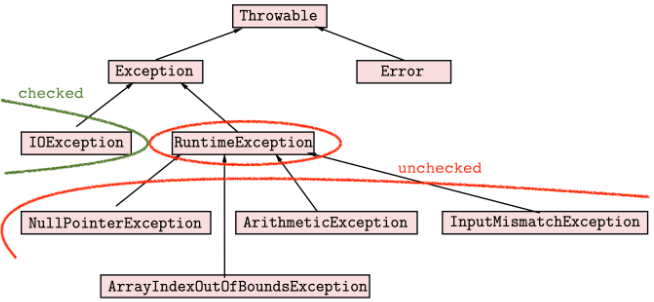 Throwable
Exception
Error
checked
IOException
RuntimeException
unchecked
NullPointerException
ArithmeticException
InputMismatchException
ArrayIndexOutOfBoundsException